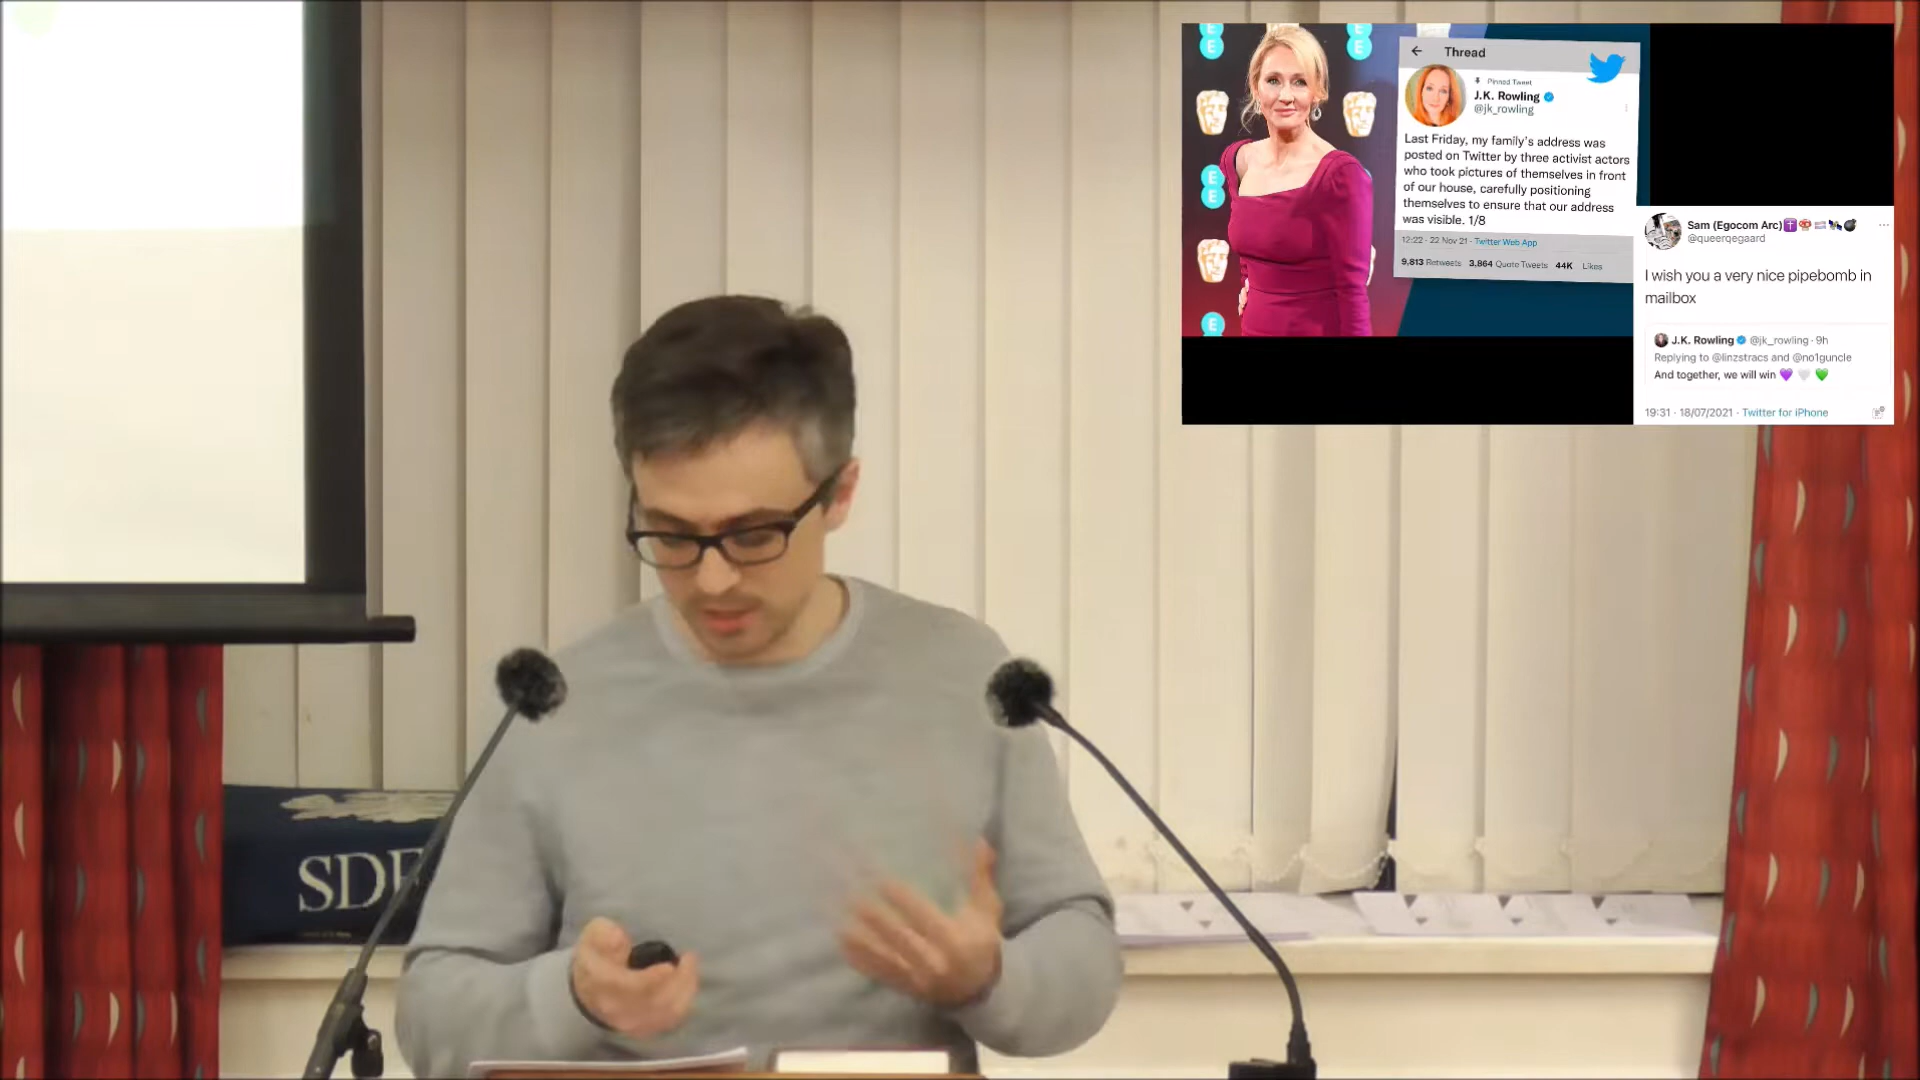 Thread
Pinned Tweet
J.K. Rowling
@jk_rowling
Last Friday, my family's address was
posted on Twitter by three activist actors
who took pictures of themselves in front
of our house, carefully positioning
themselves to ensure that our address
was visible. 1/8
12:22 · 22 Nov 21 · Twitter Web App
9,813 Retweets 3,864 Quote Tweets 44K Likes
Sam (Egocom Arc)
@queerqegaard
I wish you a very nice pipebomb in
mailbox
J.K. Rowling @jk_rowling · 9h
Replying to @linzstracs and @no1guncle
And together, we will win 💜 🤍 💚
19:31 · 18/07/2021 · Twitter for iPhone
SDP